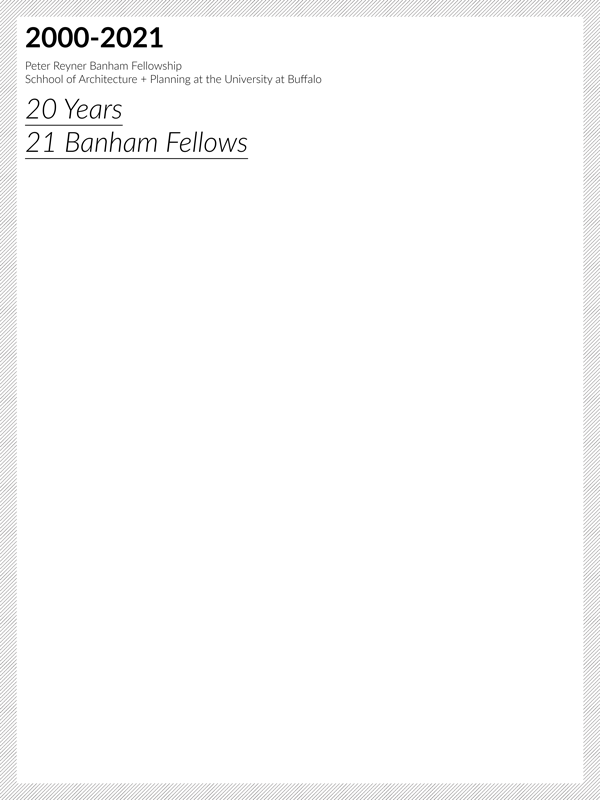 2000-2021
Peter Reyner Banham Fellowship
Schhool of Architecture + Planning at the University at Buffalo
20 Years
21 Banham Fellows